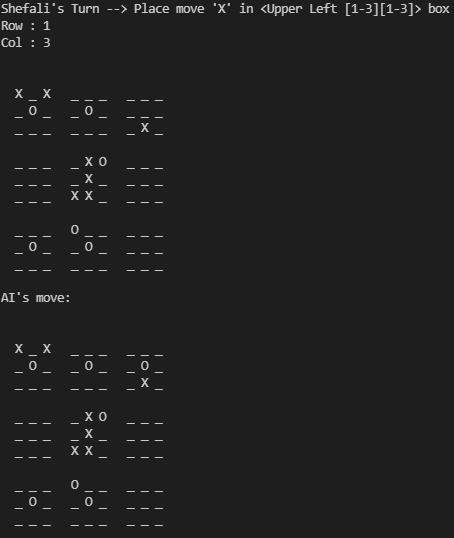 Shefali's Turn --> Place move 'X' in <Upper Left [1-3][1-3]> box
Row : 1
Col : 3
X _ X _ _ _ _ _ _
_ O _ _ O _ _ _ _
_ _ _ _ _ _ _ X _
_ _ _ _ X O _ _ _
_ _ _ _ X _ _ _ _
_ _ _ X X _ _ _ _
_ _ _ O _ _ _ _ _
_ O _ _ O _ _ _ _
_ _ _ _ _ _ _ _ _
AI's move:
X _ X _ _ _ _ _ _
_ O _ _ O _ _ O _
_ _ _ _ _ _ _ X _
_ _ _ _ X O _ _ _
_ _ _ _ X _ _ _ _
_ _ _ X X _ _ _ _
_ _ _ O _ _ _ _ _
_ O _ _ O _ _ _ _
_ _ _ _ _ _ _ _ _